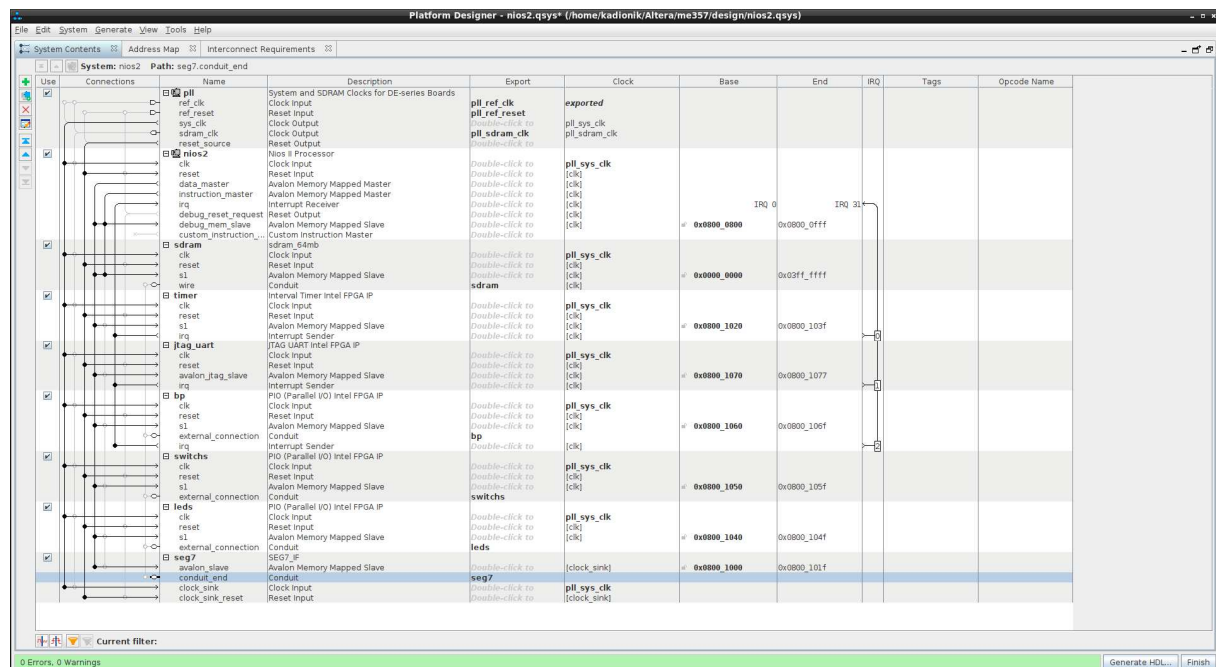 Platform Designer - nios2.qsys* (/home/kadionik/Altera/me357/design/nios2.qsys)
File Edit System Generate View Tools Help
System Contents Address Map Interconnect Requirements
System: nios2 Path: seg7.conduit_end
Use Connections Name Description Export Clock Base End IRQ Tags Opcode Name
pll System and SDRAM Clocks for DE-series Boards
ref_clk Clock Input pll_ref_clk exported
ref_reset Reset Input pll_ref_reset
sys_clk Clock Output Double-click to pll_sys_clk
sdram_clk Clock Output pll_sdram_clk pll_sdram_clk
reset_source Reset Output Double-click to
nios2 Nios II Processor
clk Clock Input Double-click to pll_sys_clk
reset Reset Input Double-click to [clk]
data_master Avalon Memory Mapped Master Double-click to [clk]
instruction_master Avalon Memory Mapped Master Double-click to [clk]
irq Interrupt Receiver Double-click to [clk] IRQ 0 IRQ 31
debug_reset_request Reset Output Double-click to [clk]
debug_mem_slave Avalon Memory Mapped Slave Double-click to [clk] 0x0800_0800 0x0800_0fff
custom_instruction_... Custom Instruction Master Double-click to
sdram sdram_64mb
clk Clock Input Double-click to pll_sys_clk
reset Reset Input Double-click to [clk]
s1 Avalon Memory Mapped Slave Double-click to [clk] 0x0000_0000 0x03ff_ffff
wire Conduit sdram
timer Interval Timer Intel FPGA IP
clk Clock Input Double-click to pll_sys_clk
reset Reset Input Double-click to [clk]
s1 Avalon Memory Mapped Slave Double-click to [clk] 0x0800_1020 0x0800_103f
irq Interrupt Sender Double-click to [clk] 0
jtag_uart JTAG UART Intel FPGA IP
clk Clock Input Double-click to pll_sys_clk
reset Reset Input Double-click to [clk]
avalon_jtag_slave Avalon Memory Mapped Slave Double-click to [clk] 0x0800_1070 0x0800_1077
irq Interrupt Sender Double-click to [clk] 1
bp PIO (Parallel I/O) Intel FPGA IP
clk Clock Input Double-click to pll_sys_clk
reset Reset Input Double-click to [clk]
s1 Avalon Memory Mapped Slave Double-click to [clk] 0x0800_1060 0x0800_106f
external_connection Conduit bp
irq Interrupt Sender Double-click to [clk] 2
switchs PIO (Parallel I/O) Intel FPGA IP
clk Clock Input Double-click to pll_sys_clk
reset Reset Input Double-click to [clk]
s1 Avalon Memory Mapped Slave Double-click to [clk] 0x0800_1050 0x0800_105f
external_connection Conduit switchs
leds PIO (Parallel I/O) Intel FPGA IP
clk Clock Input Double-click to pll_sys_clk
reset Reset Input Double-click to [clk]
s1 Avalon Memory Mapped Slave Double-click to [clk] 0x0800_1040 0x0800_104f
external_connection Conduit leds
seg7 SEG7_IF
avalon_slave Avalon Memory Mapped Slave Double-click to [clock_sink] 0x0800_1000 0x0800_101f
conduit_end Conduit seg7
clock_sink Clock Input Double-click to pll_sys_clk
clock_sink_reset Reset Input Double-click to [clock_sink]
Current filter:
0 Errors, 0 Warnings Generate HDL... Finish